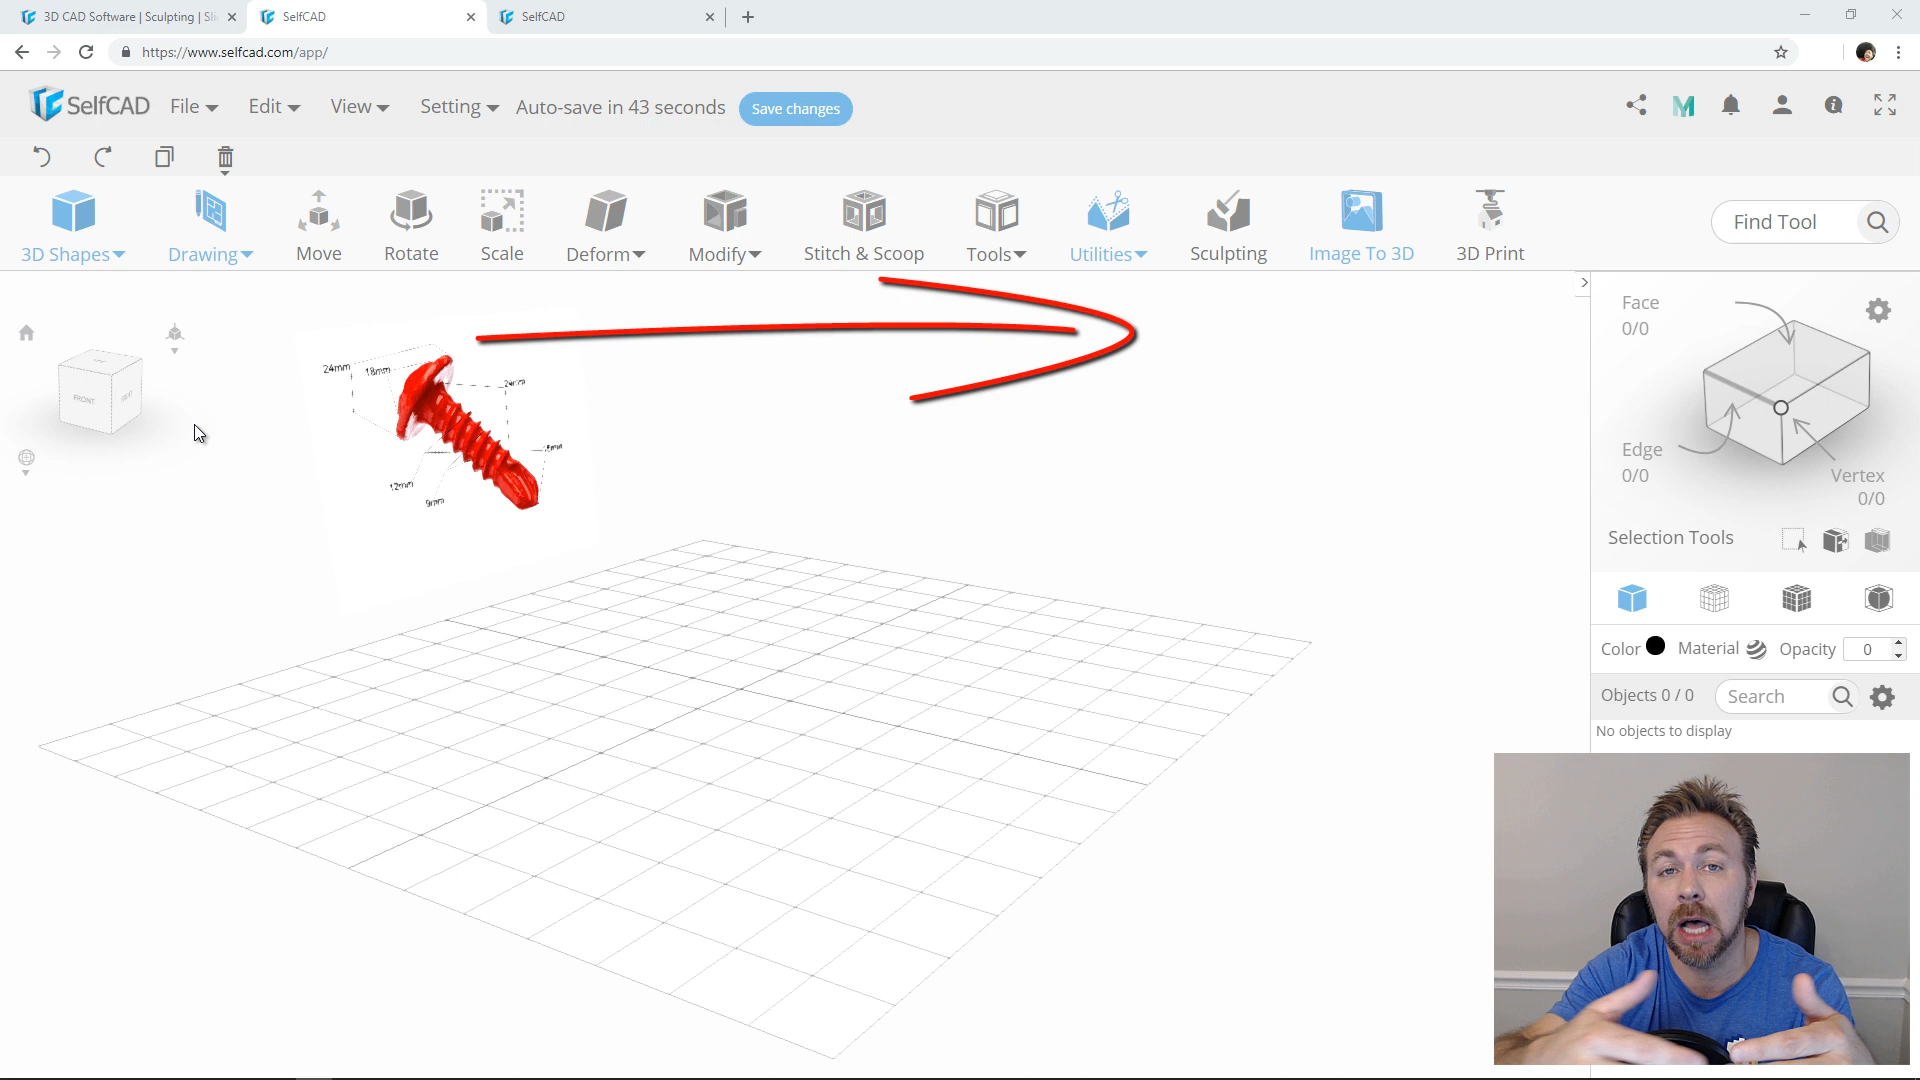 3D CAD Software | Sculpting | Sli
SelfCAD
SelfCAD
https://www.selfcad.com/app/
SelfCAD File Edit View Setting Auto-save in 43 seconds Save changes
3D Shapes Drawing Move Rotate Scale Deform Modify Stitch & Scoop Tools Utilities Sculpting Image To 3D 3D Print
Find Tool
FRONT
24mm
18mm
24mm
12mm
9mm
Face
0/0
Edge
0/0
Vertex
0/0
Selection Tools
Color Material Opacity 0
Objects 0 / 0 Search
No objects to display